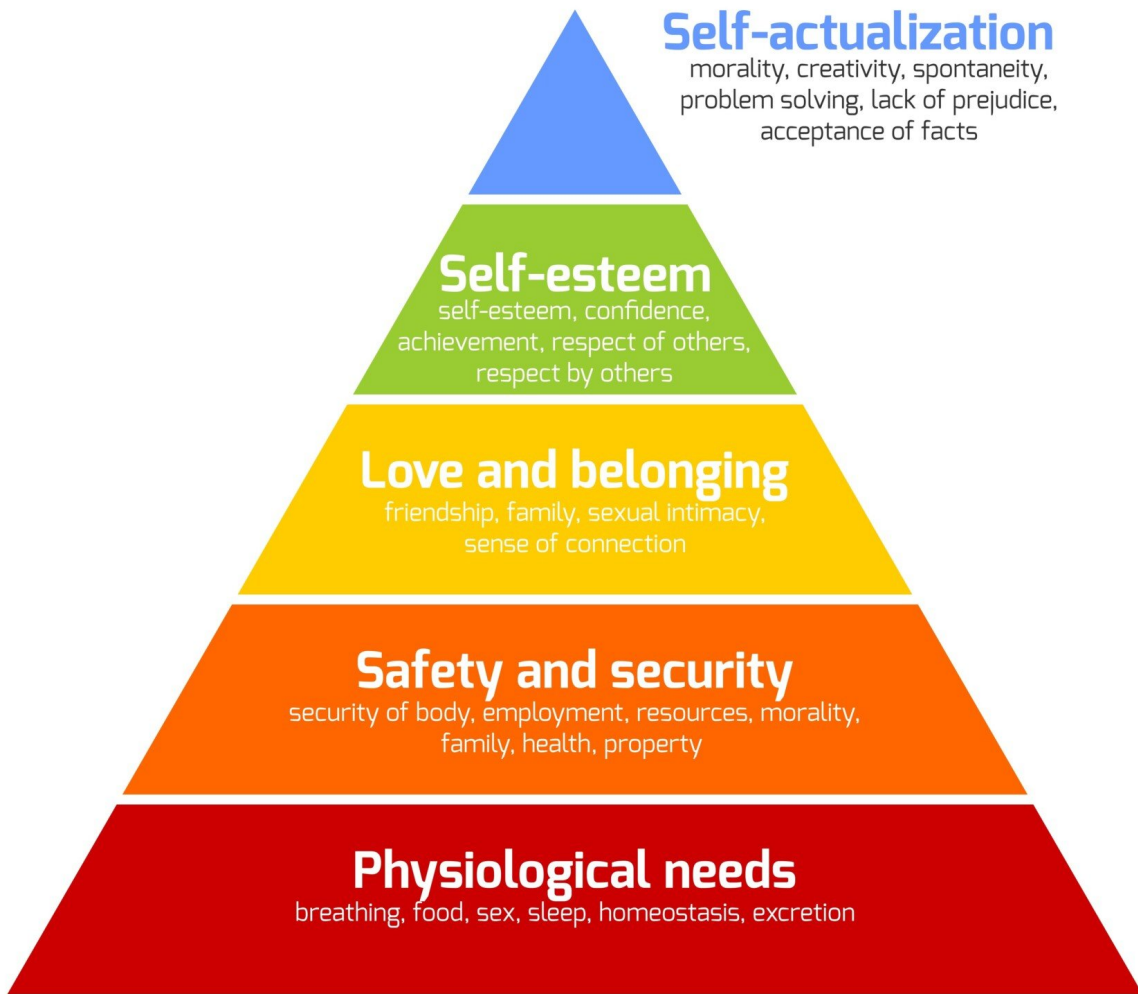 Self-actualization
morality, creativity, spontaneity,
problem solving, lack of prejudice,
acceptance of facts
Self-esteem
self-esteem, confidence,
achievement, respect of others,
respect by others
Love and belonging
friendship, family, sexual intimacy,
sense of connection
Safety and security
security of body, employment, resources, morality,
family, health, property
Physiological needs
breathing, food, sex, sleep, homeostasis, excretion